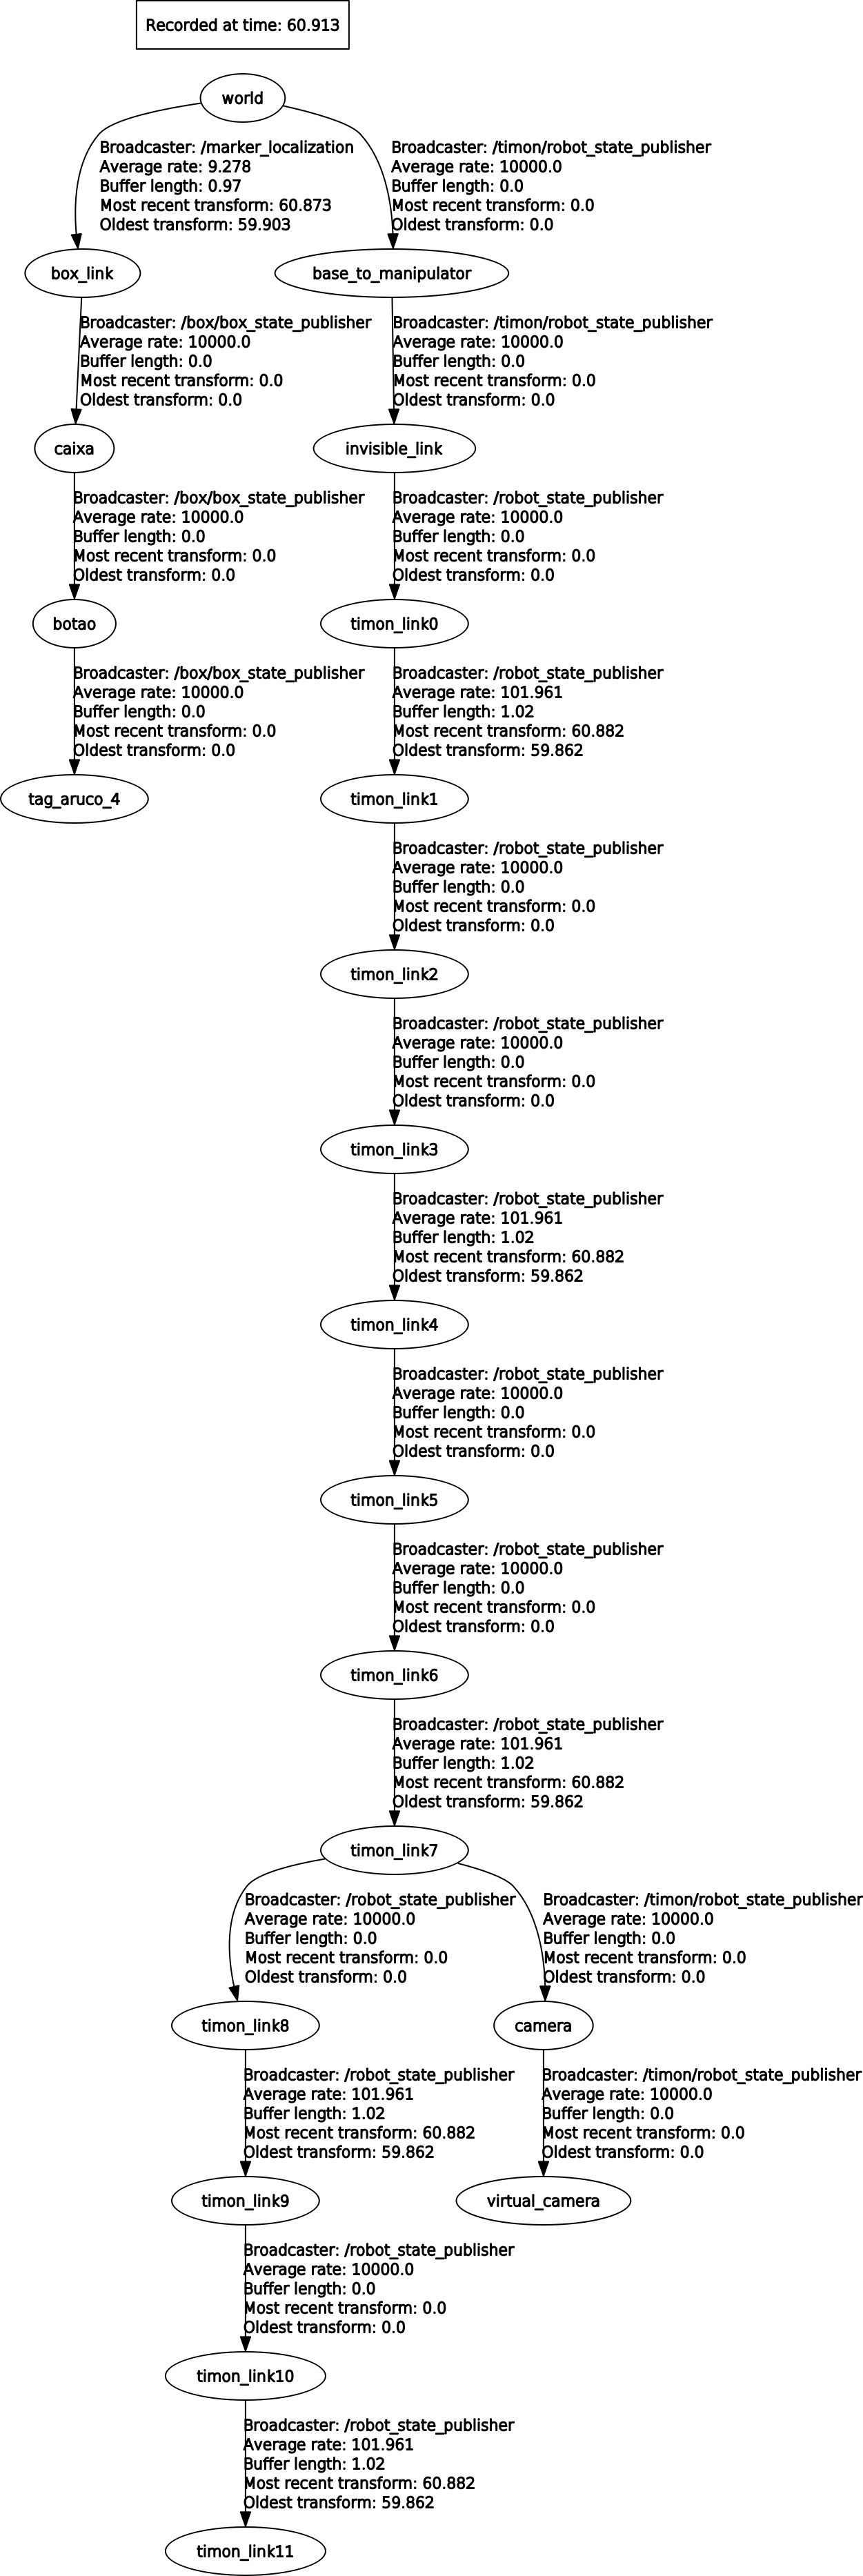 Recorded at time: 60.913
world
Broadcaster: /marker_localization
Average rate: 9.278
Buffer length: 0.97
Most recent transform: 60.873
Oldest transform: 59.903
Broadcaster: /timon/robot_state_publisher
Average rate: 10000.0
Buffer length: 0.0
Most recent transform: 0.0
Oldest transform: 0.0
box_link
base_to_manipulator
Broadcaster: /box/box_state_publisher
Average rate: 10000.0
Buffer length: 0.0
Most recent transform: 0.0
Oldest transform: 0.0
Broadcaster: /timon/robot_state_publisher
Average rate: 10000.0
Buffer length: 0.0
Most recent transform: 0.0
Oldest transform: 0.0
caixa
invisible_link
Broadcaster: /box/box_state_publisher
Average rate: 10000.0
Buffer length: 0.0
Most recent transform: 0.0
Oldest transform: 0.0
Broadcaster: /robot_state_publisher
Average rate: 10000.0
Buffer length: 0.0
Most recent transform: 0.0
Oldest transform: 0.0
botao
timon_link0
Broadcaster: /box/box_state_publisher
Average rate: 10000.0
Buffer length: 0.0
Most recent transform: 0.0
Oldest transform: 0.0
Broadcaster: /robot_state_publisher
Average rate: 101.961
Buffer length: 1.02
Most recent transform: 60.882
Oldest transform: 59.862
tag_aruco_4
timon_link1
Broadcaster: /robot_state_publisher
Average rate: 10000.0
Buffer length: 0.0
Most recent transform: 0.0
Oldest transform: 0.0
timon_link2
Broadcaster: /robot_state_publisher
Average rate: 10000.0
Buffer length: 0.0
Most recent transform: 0.0
Oldest transform: 0.0
timon_link3
Broadcaster: /robot_state_publisher
Average rate: 101.961
Buffer length: 1.02
Most recent transform: 60.882
Oldest transform: 59.862
timon_link4
Broadcaster: /robot_state_publisher
Average rate: 10000.0
Buffer length: 0.0
Most recent transform: 0.0
Oldest transform: 0.0
timon_link5
Broadcaster: /robot_state_publisher
Average rate: 10000.0
Buffer length: 0.0
Most recent transform: 0.0
Oldest transform: 0.0
timon_link6
Broadcaster: /robot_state_publisher
Average rate: 101.961
Buffer length: 1.02
Most recent transform: 60.882
Oldest transform: 59.862
timon_link7
Broadcaster: /robot_state_publisher
Average rate: 10000.0
Buffer length: 0.0
Most recent transform: 0.0
Oldest transform: 0.0
Broadcaster: /timon/robot_state_publisher
Average rate: 10000.0
Buffer length: 0.0
Most recent transform: 0.0
Oldest transform: 0.0
timon_link8
camera
Broadcaster: /robot_state_publisher
Average rate: 101.961
Buffer length: 1.02
Most recent transform: 60.882
Oldest transform: 59.862
Broadcaster: /timon/robot_state_publisher
Average rate: 10000.0
Buffer length: 0.0
Most recent transform: 0.0
Oldest transform: 0.0
timon_link9
virtual_camera
Broadcaster: /robot_state_publisher
Average rate: 10000.0
Buffer length: 0.0
Most recent transform: 0.0
Oldest transform: 0.0
timon_link10
Broadcaster: /robot_state_publisher
Average rate: 101.961
Buffer length: 1.02
Most recent transform: 60.882
Oldest transform: 59.862
timon_link11